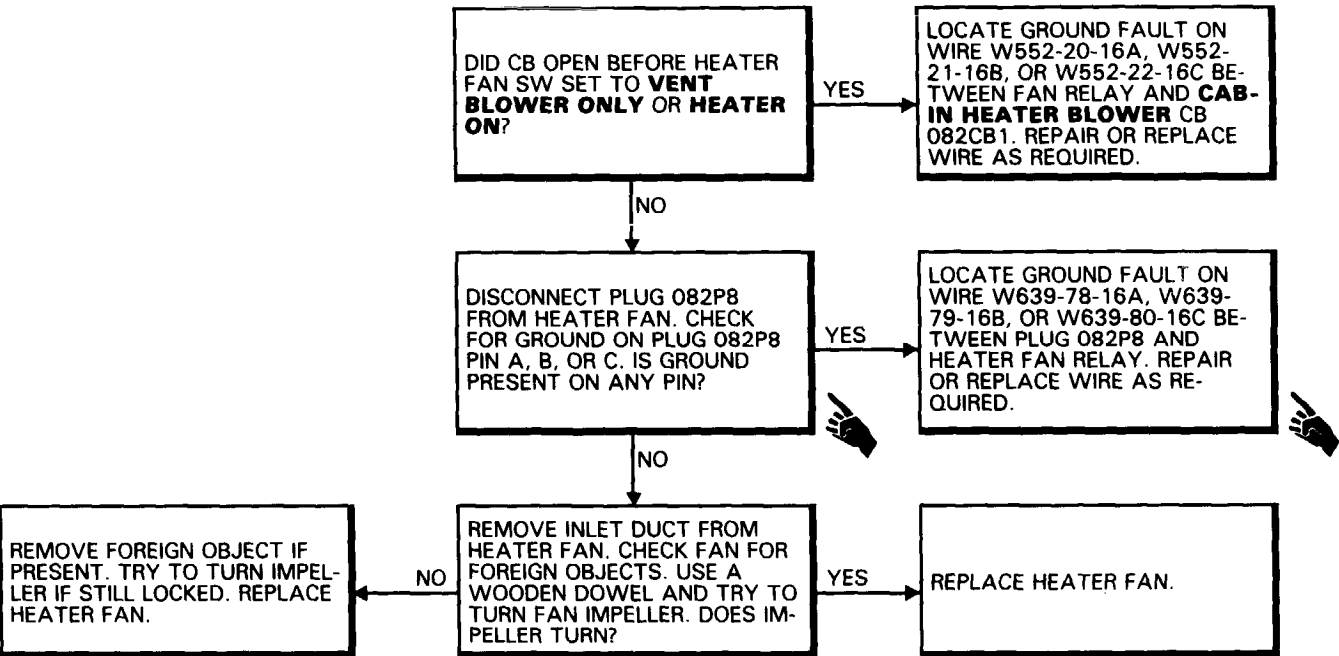 DID CB OPEN BEFORE HEATER
FAN SW SET TO VENT
BLOWER ONLY OR HEATER
ON?
YES
LOCATE GROUND FAULT ON
WIRE W552-20-16A, W552-
21-16B, OR W552-22-16C BE-
TWEEN FAN RELAY AND CAB-
IN HEATER BLOWER CB
082CB1. REPAIR OR REPLACE
WIRE AS REQUIRED.
NO
DISCONNECT PLUG 082P8
FROM HEATER FAN. CHECK
FOR GROUND ON PLUG 082P8
PIN A, B, OR C. IS GROUND
PRESENT ON ANY PIN?
YES
LOCATE GROUND FAULT ON
WIRE W639-78-16A, W639-
79-16B, OR W639-80-16C BE-
TWEEN PLUG 082P8 AND
HEATER FAN RELAY. REPAIR
OR REPLACE WIRE AS RE-
QUIRED.
NO
REMOVE INLET DUCT FROM
HEATER FAN. CHECK FAN FOR
FOREIGN OBJECTS. USE A
WOODEN DOWEL AND TRY TO
TURN FAN IMPELLER. DOES IM-
PELLER TURN?
NO
REMOVE FOREIGN OBJECT IF
PRESENT. TRY TO TURN IMPEL-
LER IF STILL LOCKED. REPLACE
HEATER FAN.
YES
REPLACE HEATER FAN.